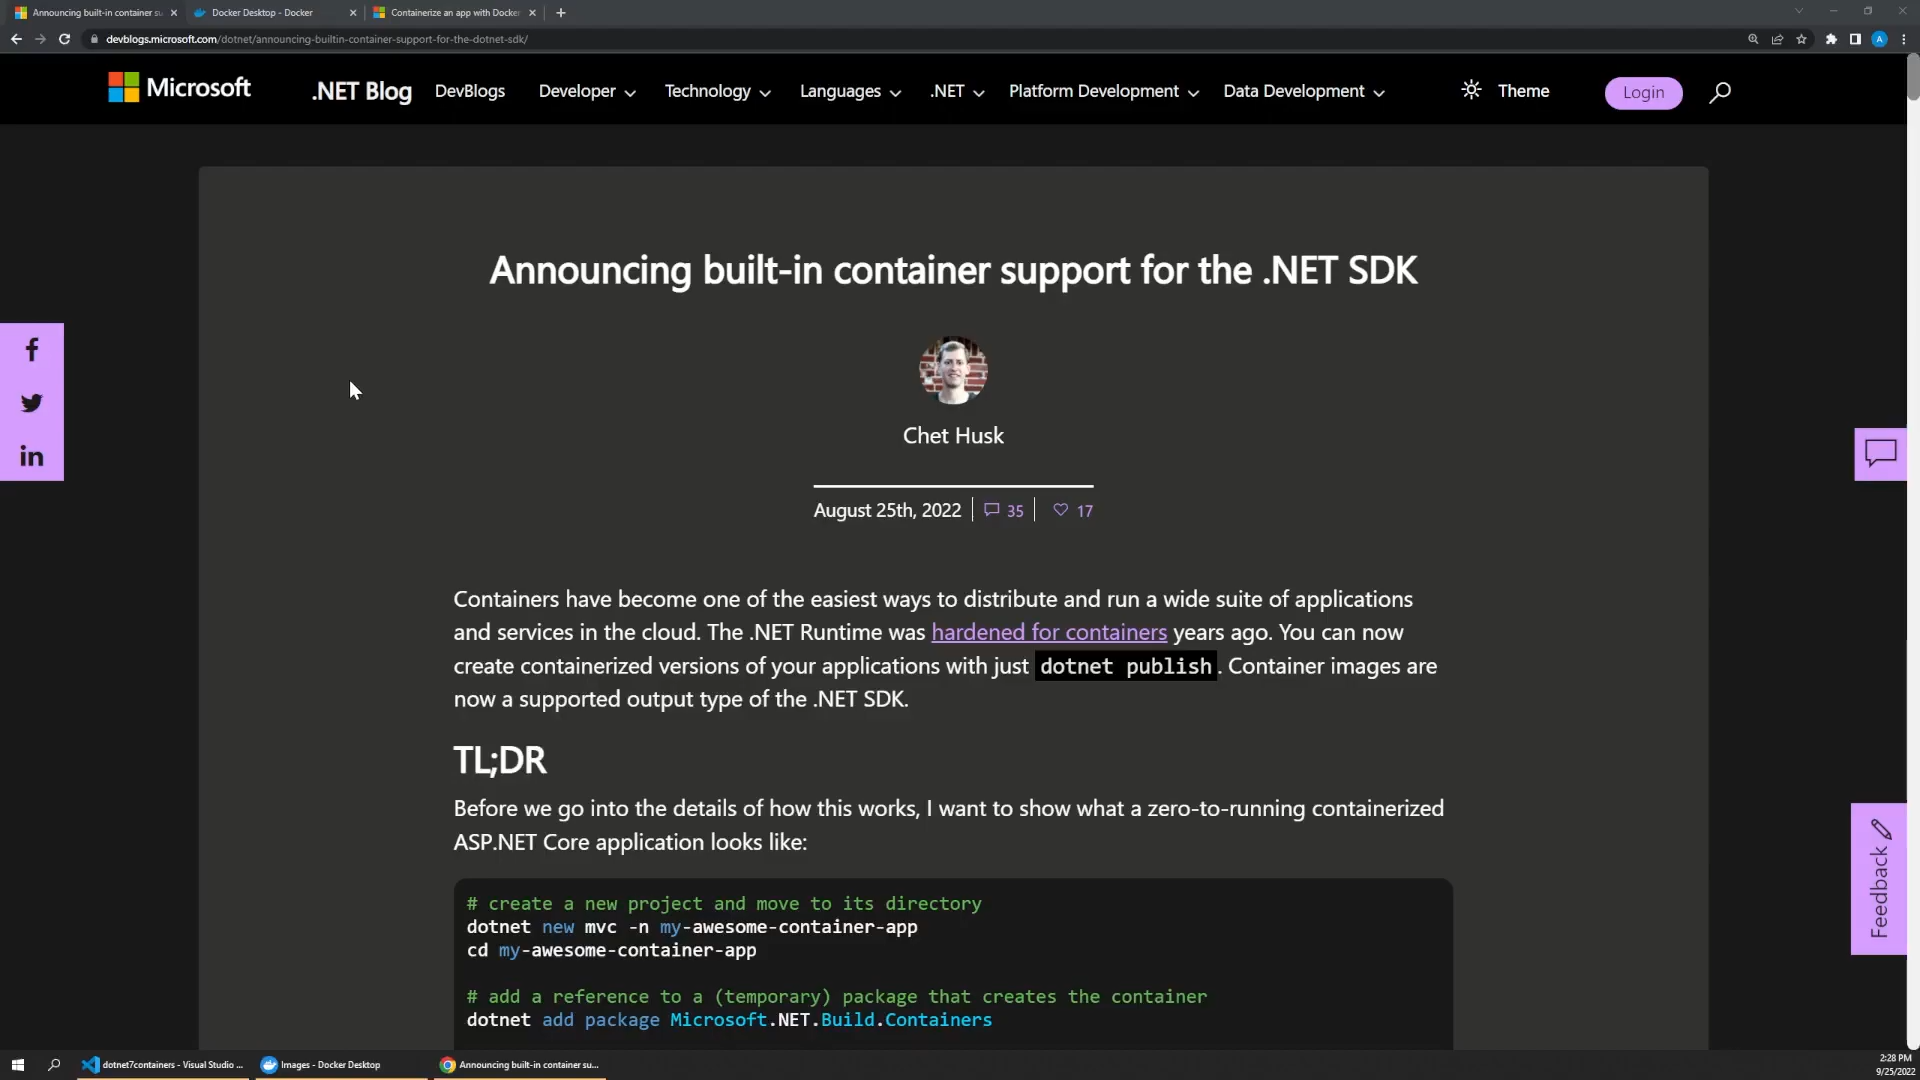 Announcing built-in container su
Docker Desktop - Docker
Containerize an app with Docker
devblogs.microsoft.com/dotnet/announcing-builtin-container-support-for-the-dotnet-sdk/
A
Microsoft
.NET Blog
DevBlogs
Developer
Technology
Languages
.NET
Platform Development
Data Development
Theme
Login
Announcing built-in container support for the .NET SDK
Chet Husk
August 25th, 2022
35
17
Containers have become one of the easiest ways to distribute and run a wide suite of applications
and services in the cloud. The .NET Runtime was hardened for containers years ago. You can now
create containerized versions of your applications with just dotnet publish. Container images are
now a supported output type of the .NET SDK.
TL;DR
Before we go into the details of how this works, I want to show what a zero-to-running containerized
ASP.NET Core application looks like:
# create a new project and move to its directory
dotnet new mvc -n my-awesome-container-app
cd my-awesome-container-app
# add a reference to a (temporary) package that creates the container
dotnet add package Microsoft.NET.Build.Containers
Feedback
dotnet7containers - Visual Studio ...
Images - Docker Desktop
Announcing built-in container su...
2:28 PM
9/25/2022